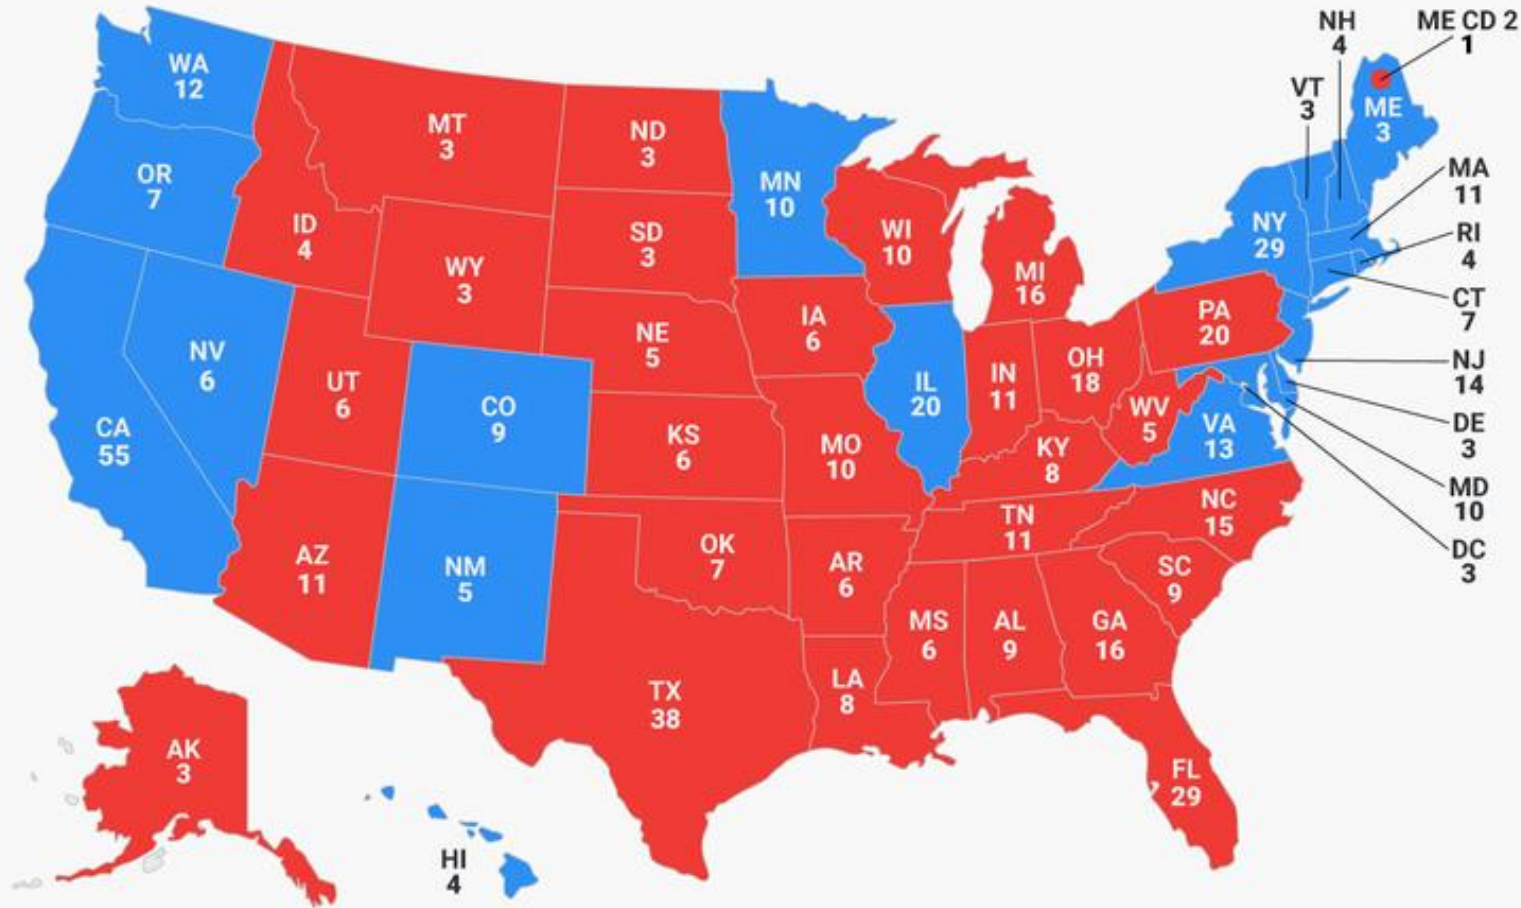 WA
12
OR
7
CA
55
NV
6
ID
4
MT
3
WY
3
UT
6
AZ
11
CO
9
NM
5
ND
3
SD
3
NE
5
KS
6
OK
7
TX
38
MN
10
IA
6
MO
10
AR
6
LA
8
WI
10
IL
20
MI
16
IN
11
OH
18
KY
8
TN
11
MS
6
AL
9
GA
16
FL
29
SC
9
NC
15
VA
13
WV
5
PA
20
NY
29
VT
3
NH
4
ME CD 2
1
ME
3
MA
11
RI
4
CT
7
NJ
14
DE
3
MD
10
DC
3
AK
3
HI
4